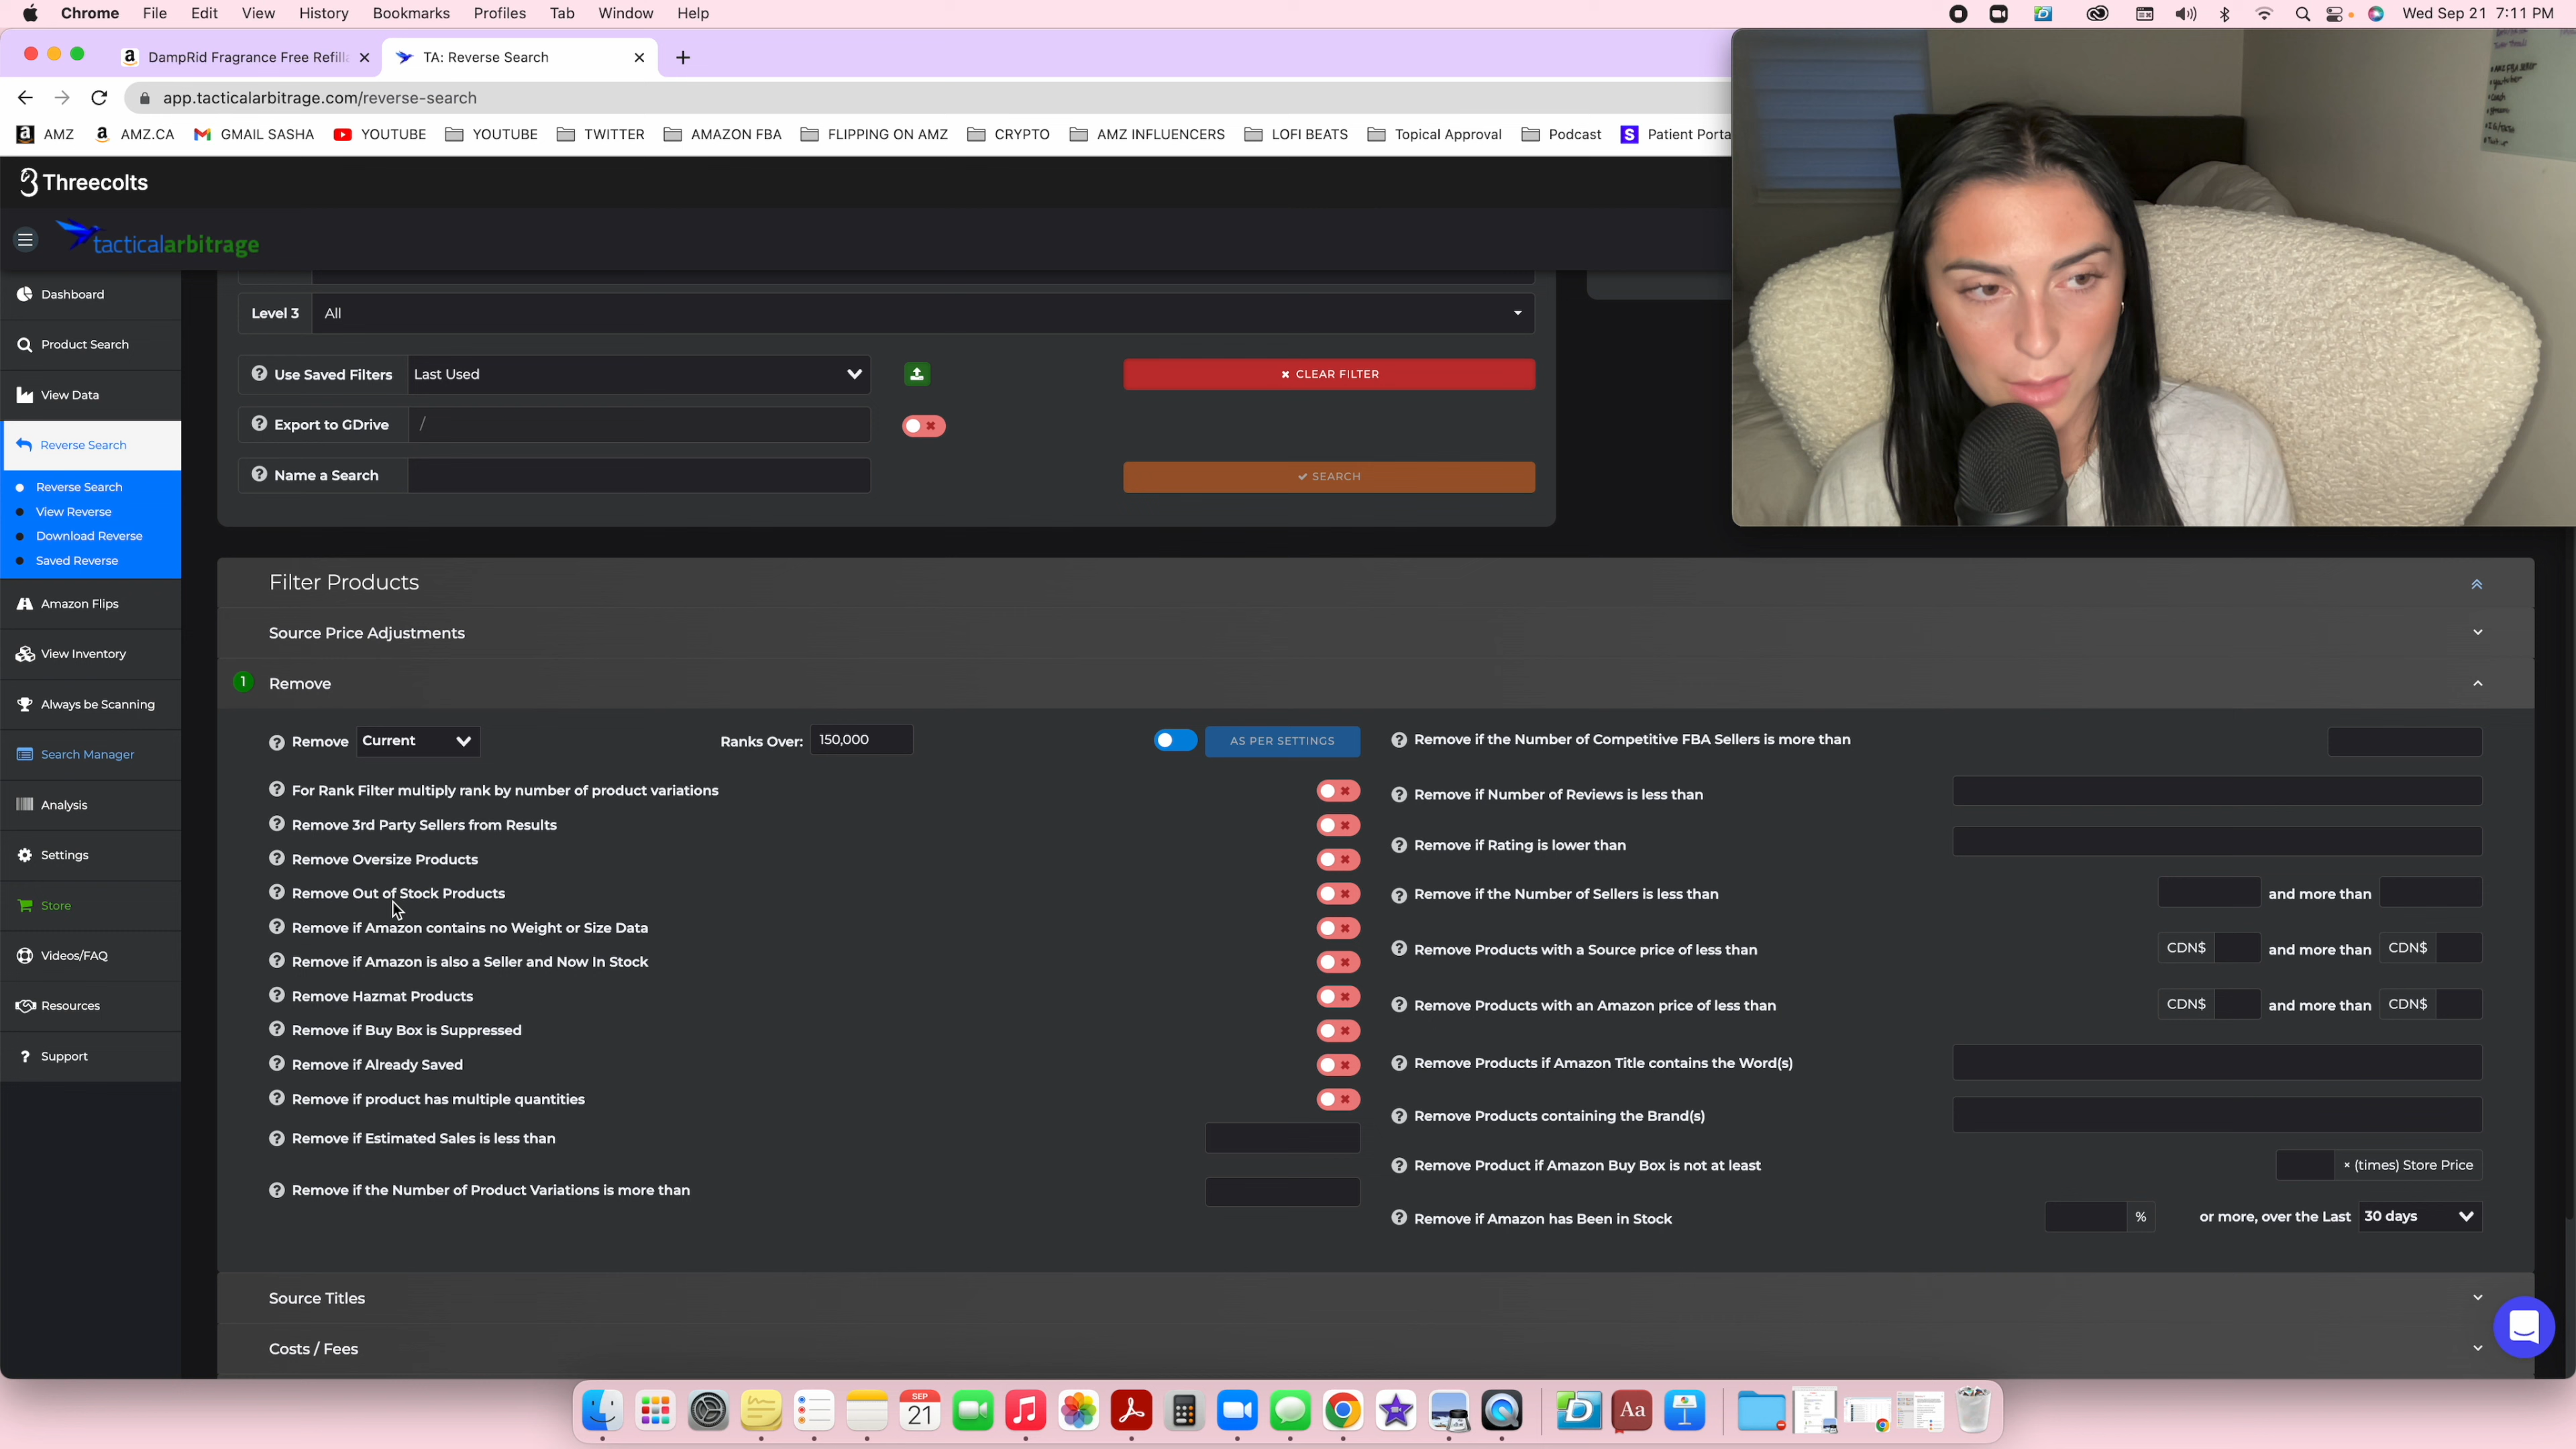 Chrome File Edit View History Bookmarks Profiles Tab Window Help
Wed Sep 21 7:11 PM
DampRid Fragrance Free Refill
TA: Reverse Search
app.tacticalarbitrage.com/reverse-search
AMZ AMZ.CA GMAIL SASHA YOUTUBE YOUTUBE TWITTER AMAZON FBA FLIPPING ON AMZ CRYPTO AMZ INFLUENCERS LOFI BEATS Topical Approval Podcast S Patient Porta
Threecolts
tacticalarbitrage
Dashboard
Product Search
View Data
Reverse Search
Reverse Search
View Reverse
Download Reverse
Saved Reverse
Amazon Flips
View Inventory
Always be Scanning
Search Manager
Analysis
Settings
Store
Videos/FAQ
Resources
Support
Level 3 All
Use Saved Filters Last Used
CLEAR FILTER
Export to GDrive /
Name a Search
SEARCH
Filter Products
Source Price Adjustments
1 Remove
Remove Current Ranks Over: 150,000 AS PER SETTINGS
For Rank Filter multiply rank by number of product variations
Remove 3rd Party Sellers from Results
Remove Oversize Products
Remove Out of Stock Products
Remove if Amazon contains no Weight or Size Data
Remove if Amazon is also a Seller and Now In Stock
Remove Hazmat Products
Remove if Buy Box is Suppressed
Remove if Already Saved
Remove if product has multiple quantities
Remove if Estimated Sales is less than
Remove if the Number of Product Variations is more than
Remove if the Number of Competitive FBA Sellers is more than
Remove if Number of Reviews is less than
Remove if Rating is lower than
Remove if the Number of Sellers is less than and more than
Remove Products with a Source price of less than CDN$ and more than CDN$
Remove Products with an Amazon price of less than CDN$ and more than CDN$
Remove Products if Amazon Title contains the Word(s)
Remove Products containing the Brand(s)
Remove Product if Amazon Buy Box is not at least × (times) Store Price
Remove if Amazon has Been in Stock % or more, over the Last 30 days
Source Titles
Costs / Fees
SEP
21
Aa